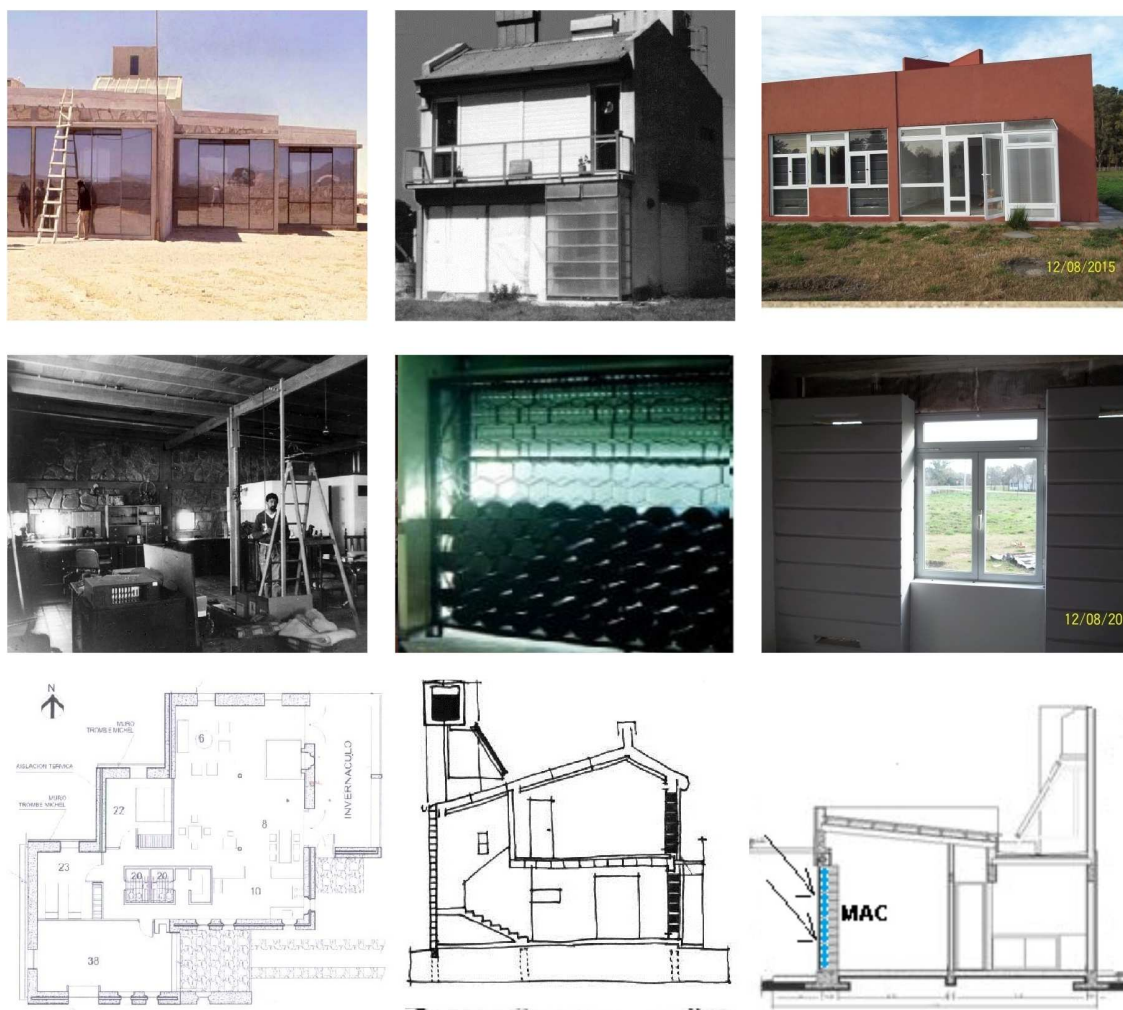 12/08/2015
12/08/20
N
MURO
TROMBE MICHEL
AISLACION TERMICA
MURO
TROMBE MICHEL
6
INVERNACULO
22
8
23
20 20
10
38
MAC